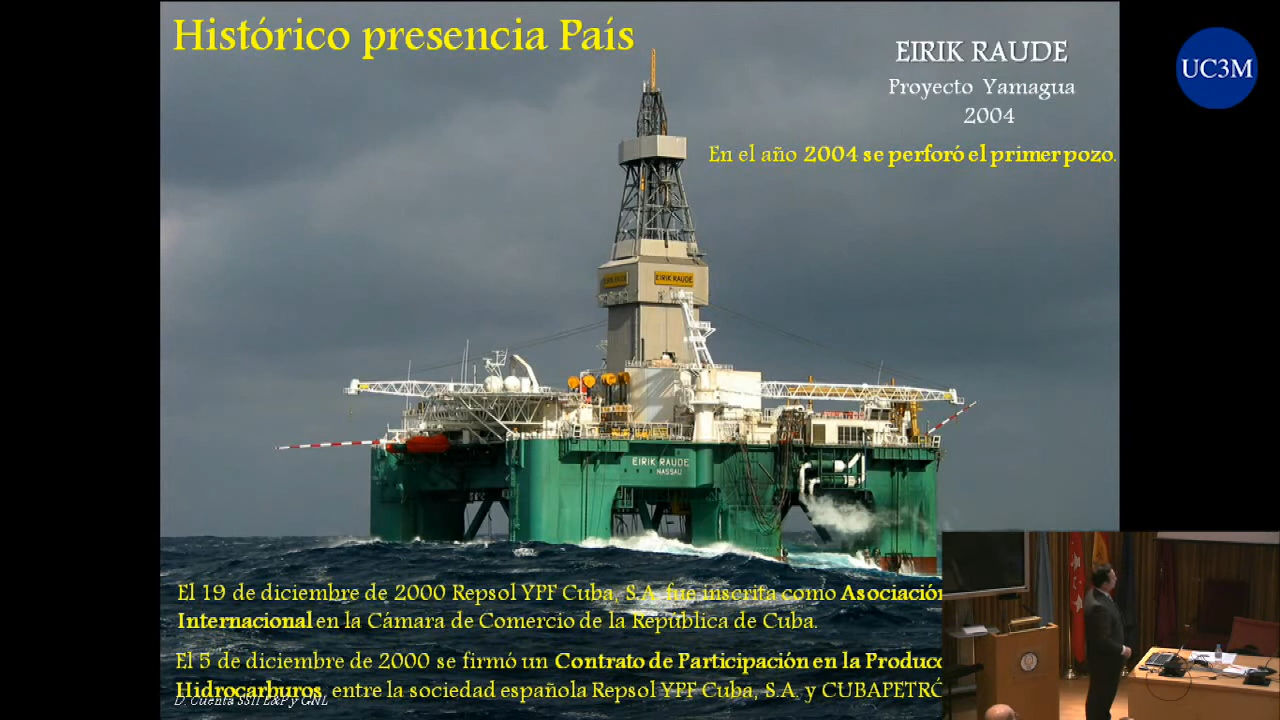 Histórico presencia País
EIRIK RAUDE
Proyecto Yamagua
2004
UC3M
En el año 2004 se perforó el primer pozo.
EIRIK RAUDE
EIRIK RAUDE
NASSAU
El 19 de diciembre de 2000 Repsol YPF Cuba, S.A. fue inscrita como Asociación
Internacional en la Cámara de Comercio de la República de Cuba.
El 5 de diciembre de 2000 se firmó un Contrato de Participación en la Produc
Hidrocarburos, entre la sociedad española Repsol YPF Cuba, S.A. y CUBAPETRÓ
D. Cuenta SSII E&P y GNL